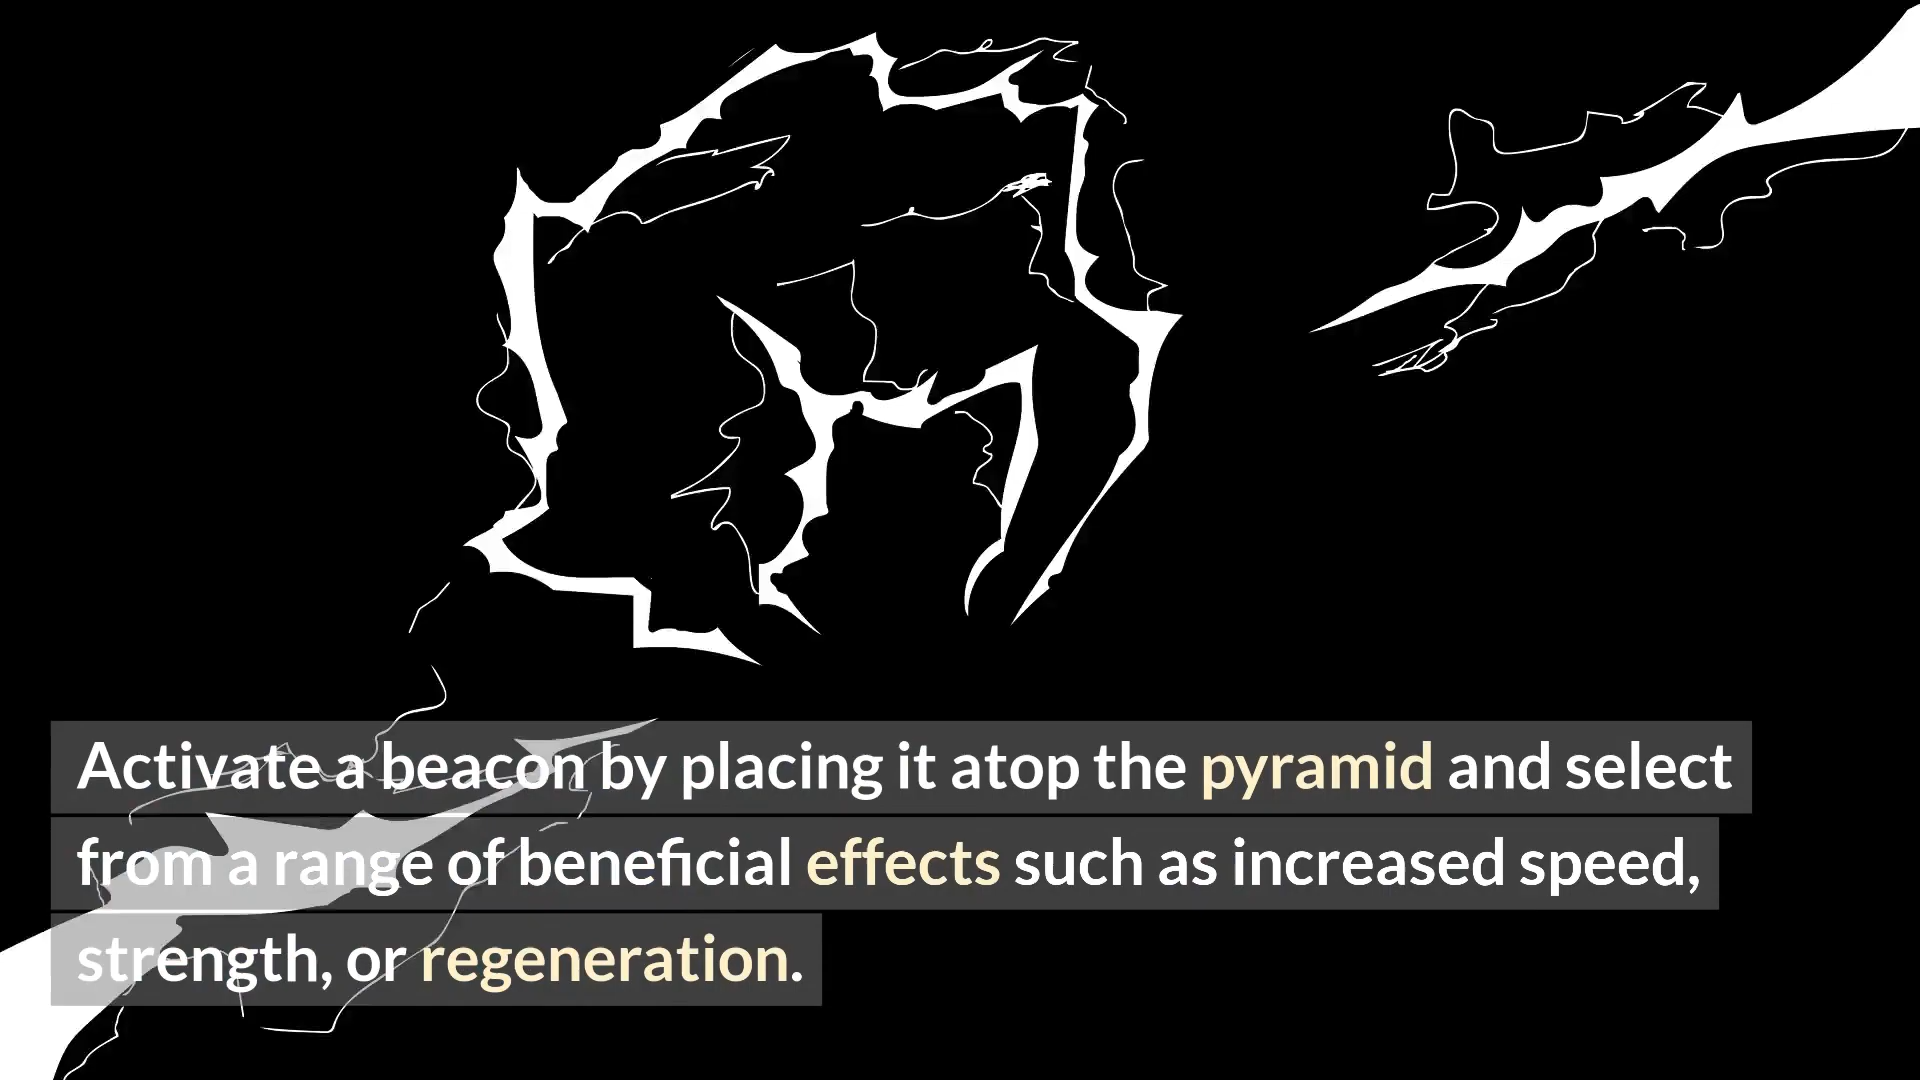 Activate a beacon by placing it atop the pyramid and select
from a range of beneficial effects such as increased speed,
strength, or regeneration.